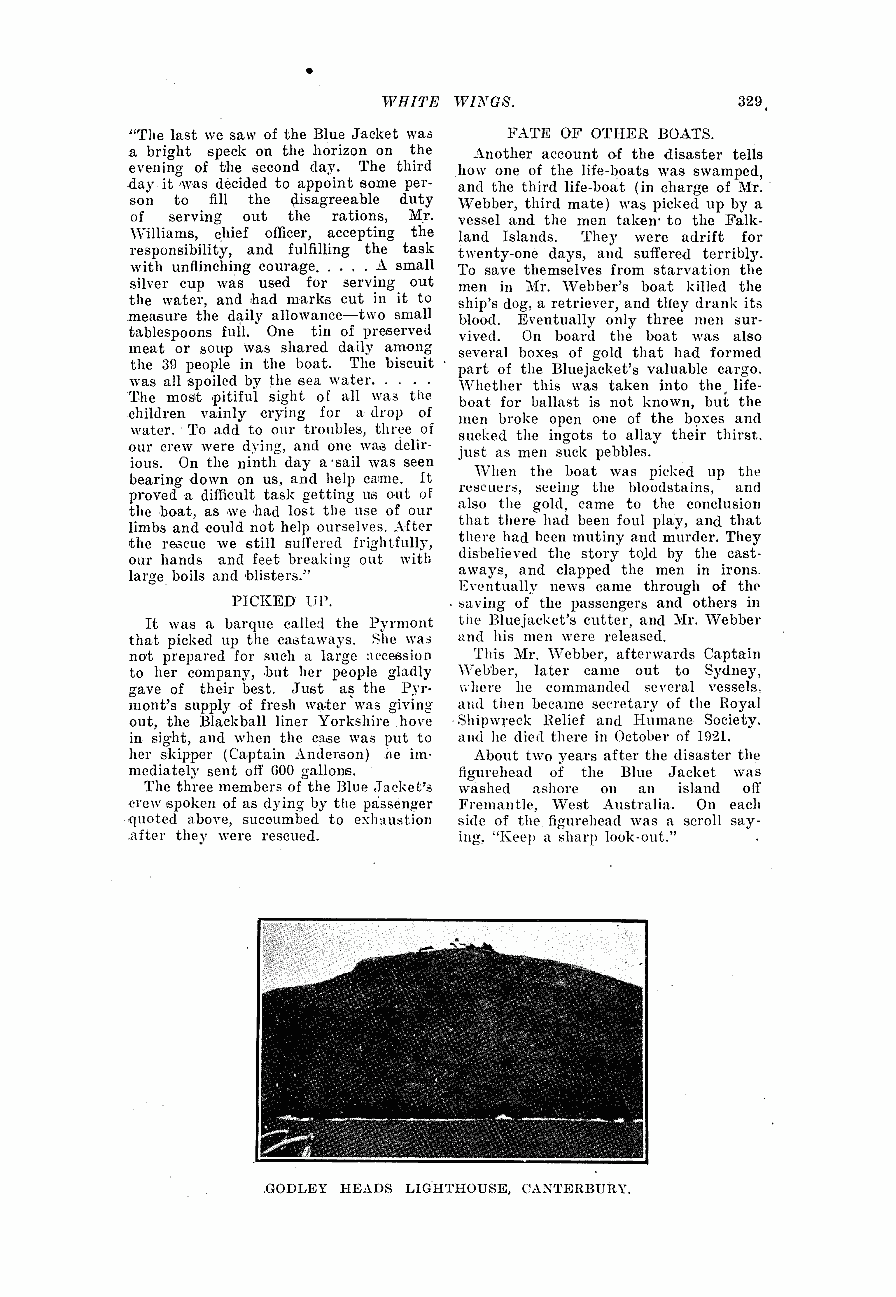 WHITE WINGS. 329
"The last we saw of the Blue Jacket was
a bright speck on the horizon on the
evening of the second day. The third
day it was decided to appoint some per-
son to fill the disagreeable duty
of serving out the rations, Mr.
Williams, chief officer, accepting the
responsibility, and fulfilling the task
with unflinching courage. . . . . A small
silver cup was used for serving out
the water, and had marks cut in it to
measure the daily allowance—two small
tablespoons full. One tin of preserved
meat or soup was shared daily among
the 39 people in the boat. The biscuit
was all spoiled by the sea water. . . . .
The most pitiful sight of all was the
children vainly crying for a drop of
water. To add to our troubles, three of
our crew were dying, and one was delir-
ious. On the ninth day a sail was seen
bearing down on us, and help came. It
proved a difficult task getting us out of
the boat, as we had lost the use of our
limbs and could not help ourselves. After
the rescue we still suffered frightfully,
our hands and feet breaking out with
large boils and blisters."
PICKED UP.
It was a barque called the Pyrmont
that picked up the castaways. She was
not prepared for such a large accession
to her company, but her people gladly
gave of their best. Just as the Pyr-
mont's supply of fresh water was giving
out, the Blackball liner Yorkshire hove
in sight, and when the case was put to
her skipper (Captain Anderson) he im-
mediately sent off 600 gallons.
The three members of the Blue Jacket's
crew spoken of as dying by the passenger
quoted above, succumbed to exhaustion
after they were rescued.
FATE OF OTHER BOATS.
Another account of the disaster tells
how one of the life-boats was swamped,
and the third life-boat (in charge of Mr.
Webber, third mate) was picked up by a
vessel and the men taken to the Falk-
land Islands. They were adrift for
twenty-one days, and suffered terribly.
To save themselves from starvation the
men in Mr. Webber's boat killed the
ship's dog, a retriever, and they drank its
blood. Eventually only three men sur-
vived. On board the boat was also
several boxes of gold that had formed
part of the Bluejacket's valuable cargo.
Whether this was taken into the life-
boat for ballast is not known, but the
men broke open one of the boxes and
sucked the ingots to allay their thirst,
just as men suck pebbles.
When the boat was picked up the
rescuers, seeing the bloodstains, and
also the gold, came to the conclusion
that there had been foul play, and that
there had been mutiny and murder. They
disbelieved the story told by the cast-
aways, and clapped the men in irons.
Eventually news came through of the
saving of the passengers and others in
the Bluejacket's cutter, and Mr. Webber
and his men were released.
This Mr. Webber, afterwards Captain
Webber, later came out to Sydney,
where he commanded several vessels,
and then became secretary of the Royal
Shipwreck Relief and Humane Society,
and he died there in October of 1921.
About two years after the disaster the
figurehead of the Blue Jacket was
washed ashore on an island off
Fremantle, West Australia. On each
side of the figurehead was a scroll say-
ing, "Keep a sharp look-out."
GODLEY HEADS LIGHTHOUSE, CANTERBURY.